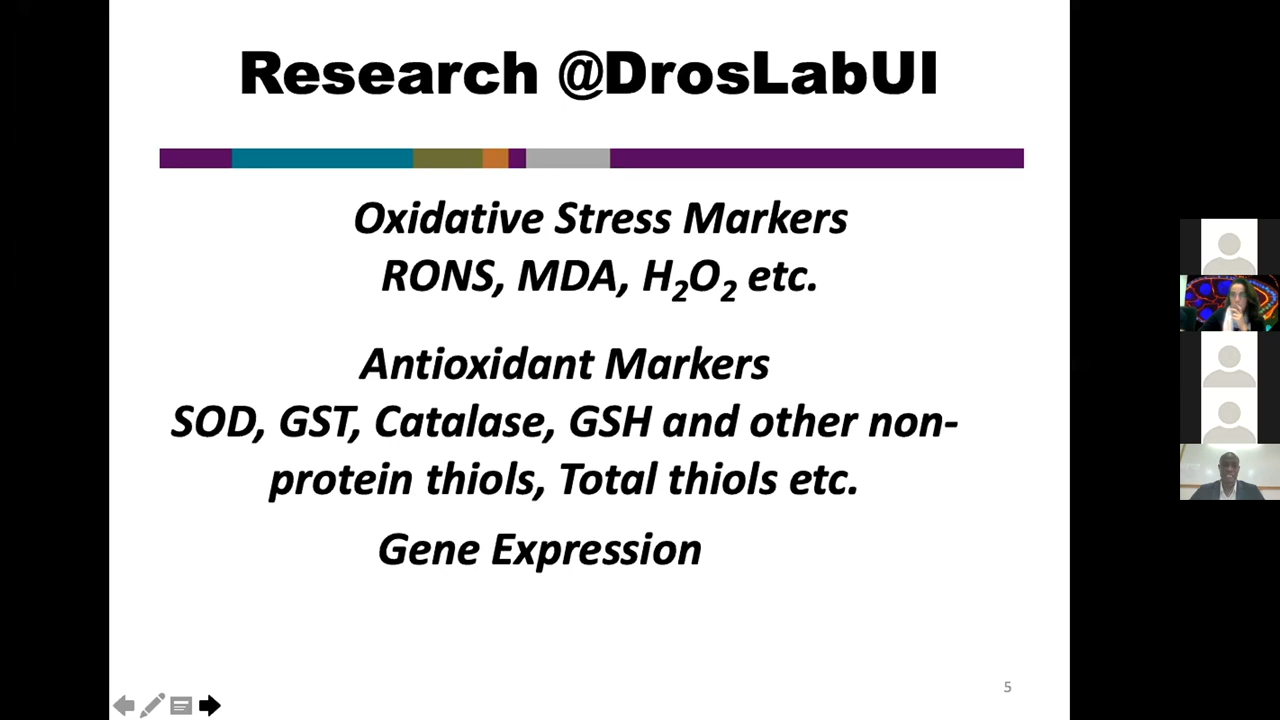 Research @DrosLabUI
Oxidative Stress Markers
RONS, MDA, H₂O₂ etc.
Antioxidant Markers
SOD, GST, Catalase, GSH and other non-
protein thiols, Total thiols etc.
Gene Expression
5